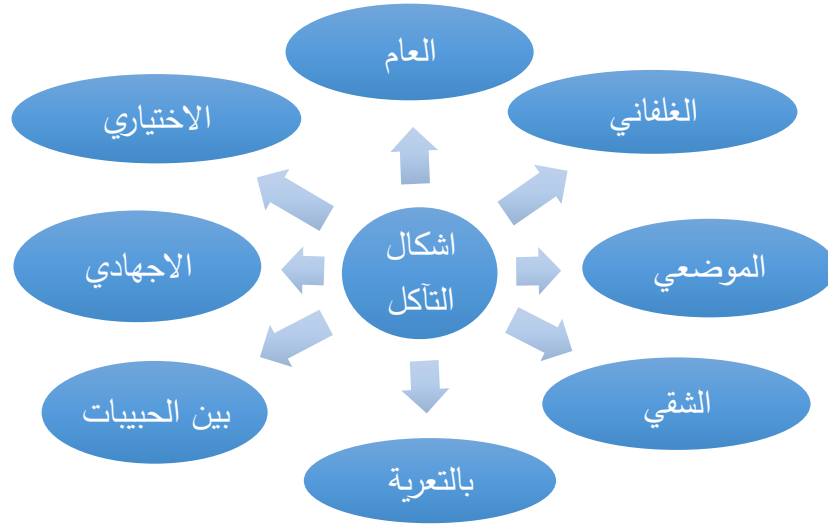 العام
الغلفاني
الاختياري
اشكال
التآكل
الموضعي
الاجهادي
الشقي
بين الحبيبات
بالتعرية